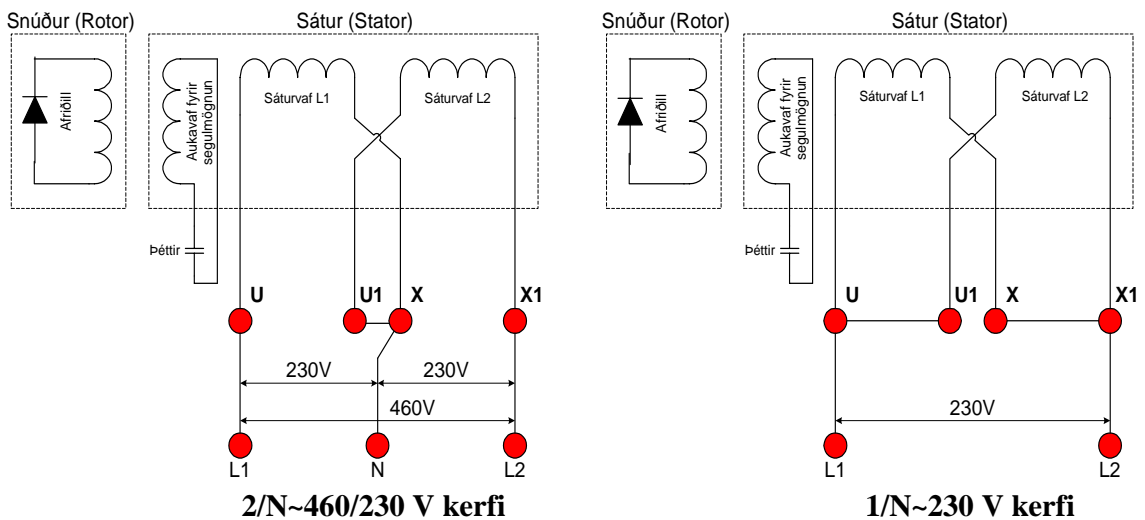 Snúður (Rotor)
Sátur (Stator)
Afriðill
Aukavaf fyrir
segulmögnun
Sáturvaf L1
Sáturvaf L2
Þéttir
U
U1
X
X1
230V
230V
460V
L1
N
L2
2/N~460/230 V kerfi
Snúður (Rotor)
Sátur (Stator)
Afriðill
Aukavaf fyrir
segulmögnun
Sáturvaf L1
Sáturvaf L2
Þéttir
U
U1
X
X1
230V
L1
L2
1/N~230 V kerfi